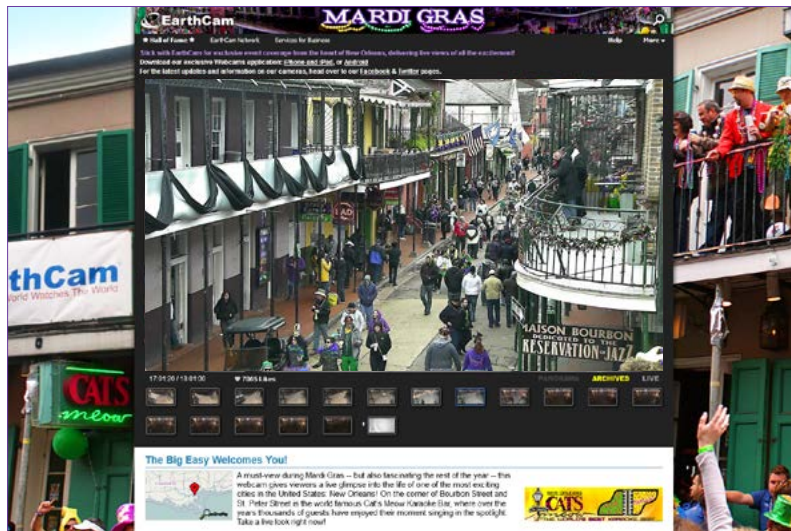 EarthCam
MARDI GRAS
★ Hall of Fame ★ EarthCam Network Services for Business Help More
Stick with EarthCam for exclusive event coverage from the heart of New Orleans, delivering live views of all the excitement!
Download our exclusive Webcams application: iPhone and iPad, or Android
For the latest updates and information on our cameras, head over to our Facebook & Twitter pages.
thCam
World Watches The World
CATS
meow
MAISON BOURBON
DEDICATED TO THE
PRESERVATION-JAZZ
♥ 7065 Likes PANORAMA ARCHIVES LIVE
The Big Easy Welcomes You!
A must-view during Mardi Gras -- but also fascinating the rest of the year -- this
webcam gives viewers a live glimpse into the life of one of the most exciting
cities in the United States: New Orleans! On the corner of Bourbon Street and
St. Peter Street is the world famous Cat's Meow Karaoke Bar, where over the
years thousands of guests have enjoyed their moment singing in the spotlight.
Take a live look right now!
CATS